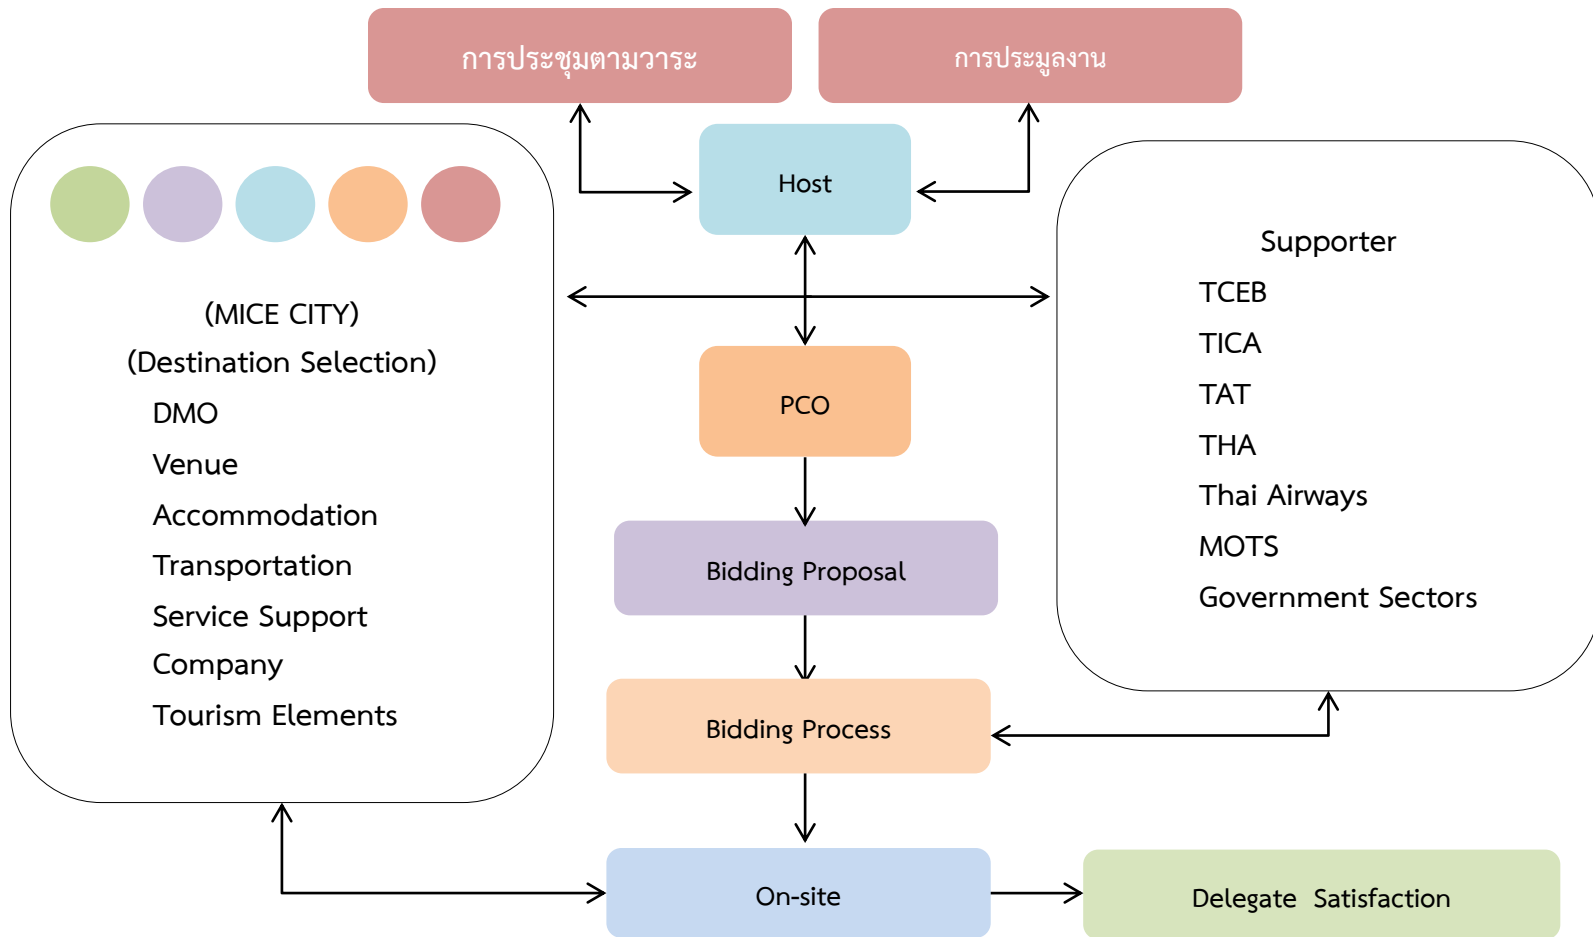 การประชุมตามวาระ
การประมูลงาน
Host
(MICE CITY)
(Destination Selection)
DMO
Venue
Accommodation
Transportation
Service Support
Company
Tourism Elements
Supporter
TCEB
TICA
TAT
THA
Thai Airways
MOTS
Government Sectors
PCO
Bidding Proposal
Bidding Process
On-site
Delegate Satisfaction